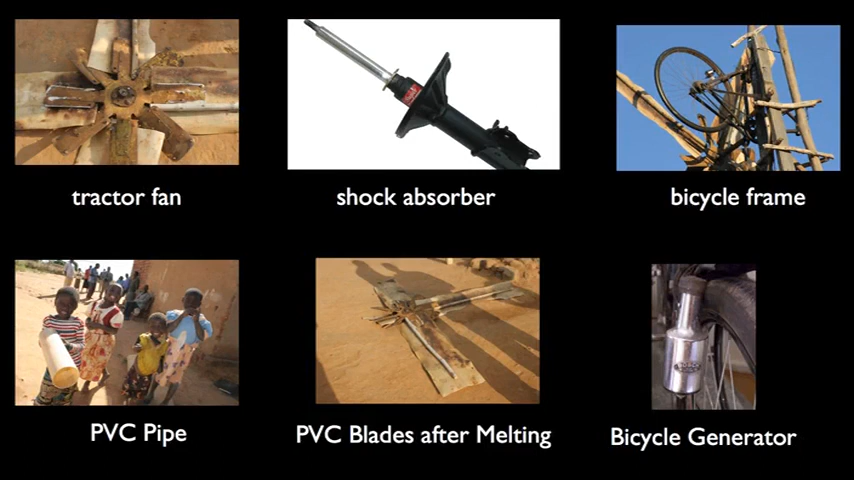 tractor fan
shock absorber
bicycle frame
PVC Pipe
PVC Blades after Melting
Bicycle Generator